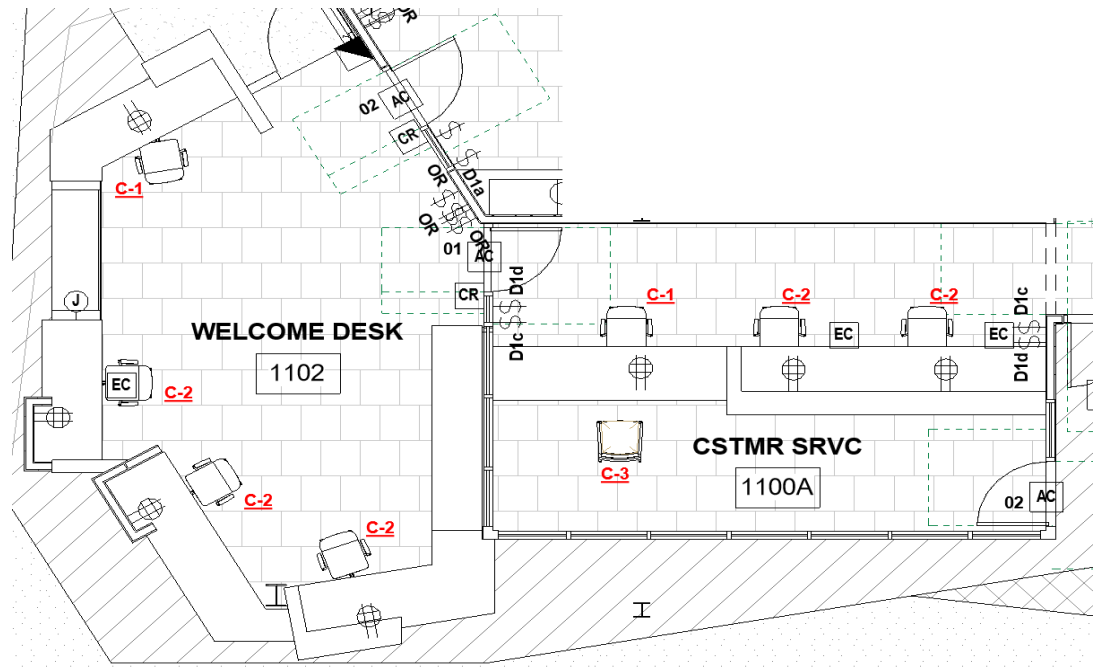 OR
02
AC
CR
OR
D1a
C-1
OR
OR
01
AC
D1d
CR
J
D1c
WELCOME DESK
1102
C-1
C-2
C-2
EC
EC
D1c
D1d
EC
C-2
C-2
C-2
C-3
CSTMR SRVC
1100A
02
AC